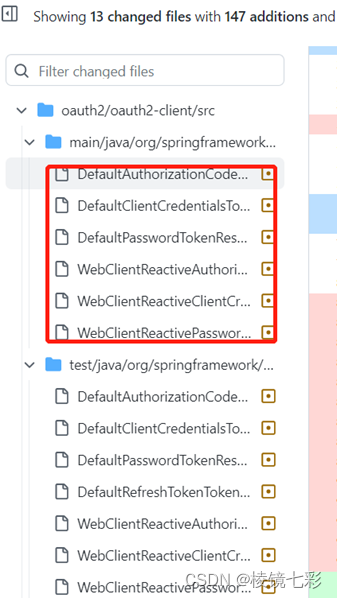 Showing 13 changed files with 147 additions and
Filter changed files
oauth2/oauth2-client/src
main/java/org/springframework...
DefaultAuthorizationCode...
DefaultClientCredentialsTo...
DefaultPasswordTokenRes...
WebClientReactiveAuthori...
WebClientReactiveClientCr...
WebClientReactivePasswor...
test/java/org/springframework/...
DefaultAuthorizationCode...
DefaultClientCredentialsTo...
DefaultPasswordTokenRes...
DefaultRefreshTokenToken...
WebClientReactiveAuthori...
WebClientReactiveClientCr...
WebClientReactivePasswor...
CSDN @棱镜七彩